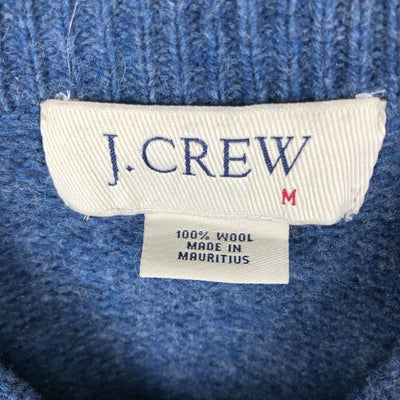 J.CREW
M
100% WOOL
MADE IN
MAURITIUS